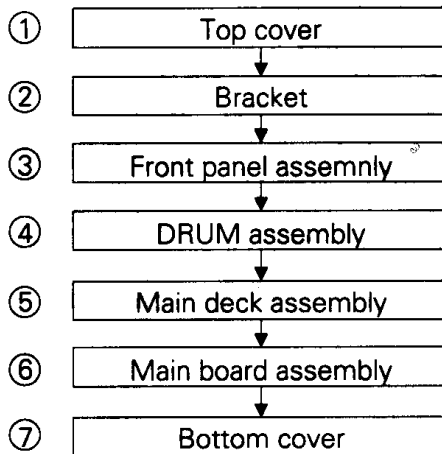 ① Top cover
② Bracket
③ Front panel assemnly
④ DRUM assembly
⑤ Main deck assembly
⑥ Main board assembly
⑦ Bottom cover